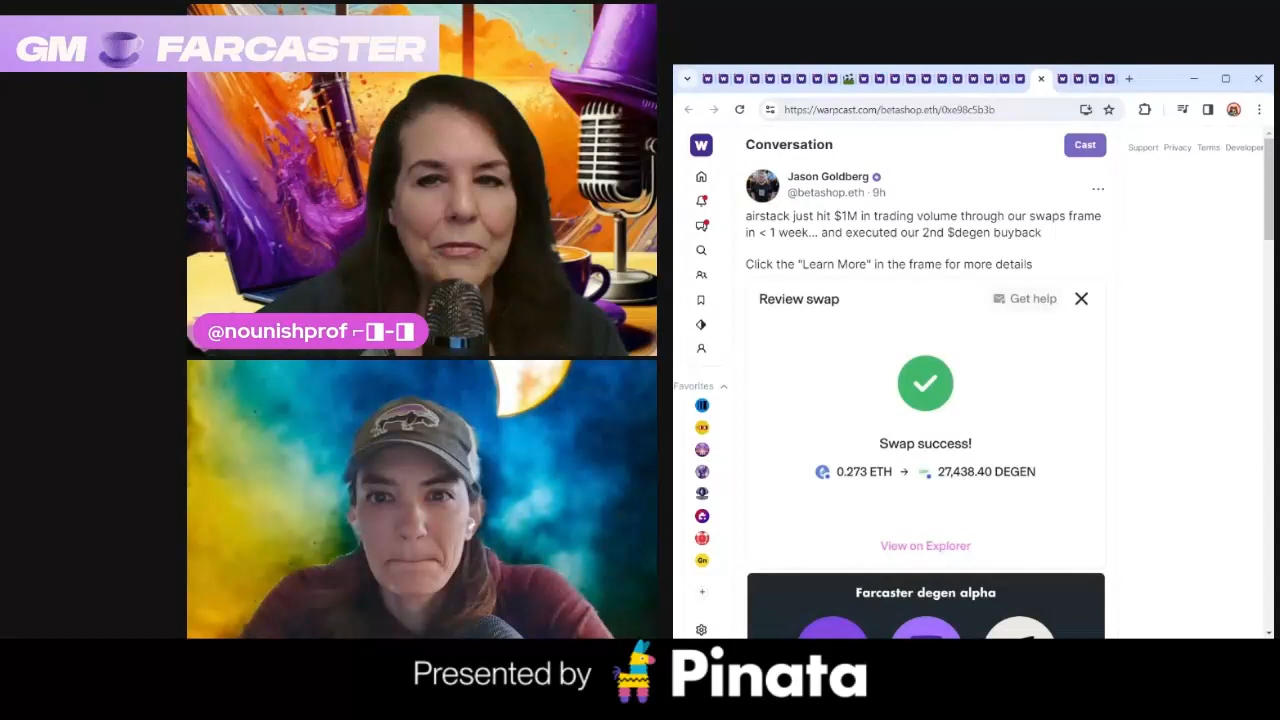 GM FARCASTER
@nounishprof ⌐◨-◨
https://warpcast.com/betashop.eth/0xe98c5b3b
W
Conversation
Cast
Support Privacy Terms Developer
Jason Goldberg
@betashop.eth · 9h
...
airstack just hit $1M in trading volume through our swaps frame
in < 1 week... and executed our 2nd $degen buyback
Click the "Learn More" in the frame for more details
Review swap
Get help
Swap success!
0.273 ETH → 27,438.40 DEGEN
Favorites
View on Explorer
Farcaster degen alpha
Presented by Pinata